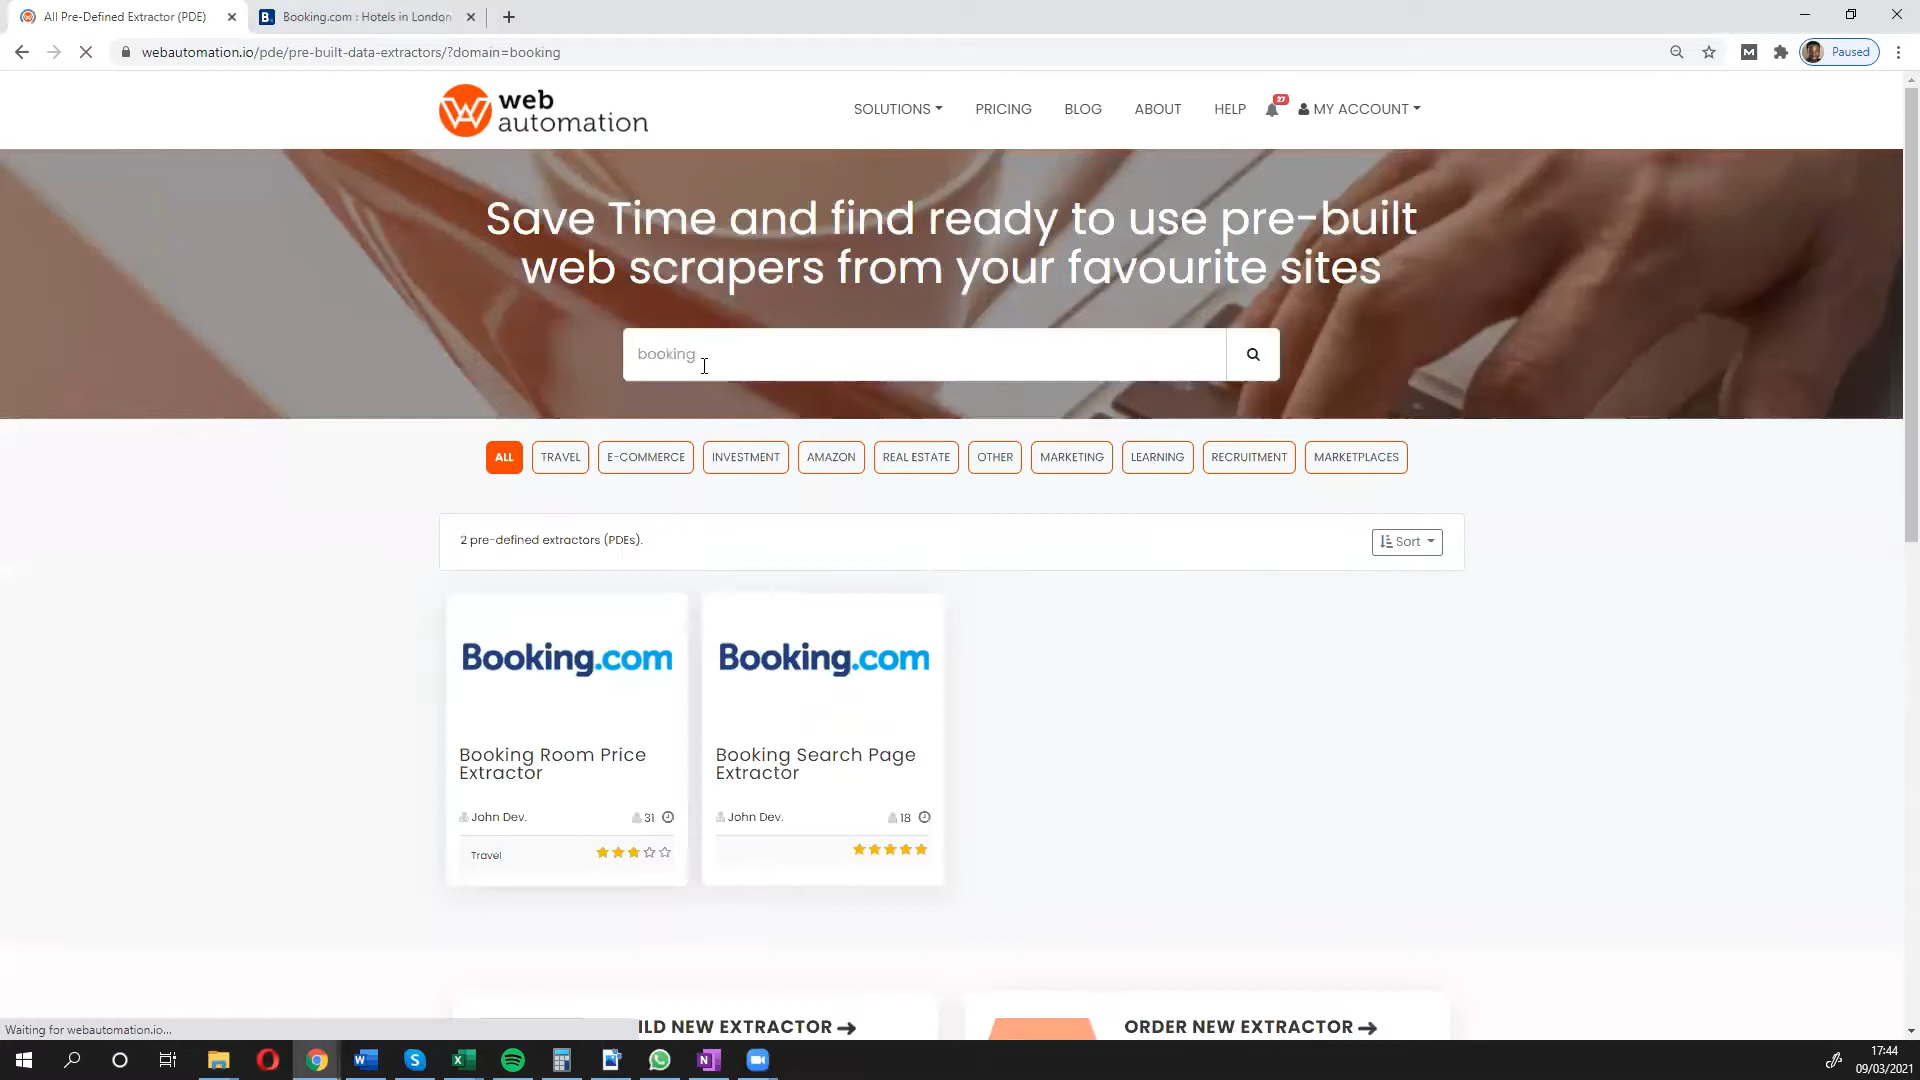 All Pre-Defined Extractor (PDE)
Booking.com : Hotels in London
webautomation.io/pde/pre-built-data-extractors/?domain=booking
Paused
web
automation
SOLUTIONS
PRICING
BLOG
ABOUT
HELP
27
MY ACCOUNT
Save Time and find ready to use pre-built
web scrapers from your favourite sites
booking
ALL
TRAVEL
E-COMMERCE
INVESTMENT
AMAZON
REAL ESTATE
OTHER
MARKETING
LEARNING
RECRUITMENT
MARKETPLACES
2 pre-defined extractors (PDEs).
Sort
Booking.com
Booking Room Price
Extractor
John Dev.
31
Travel
Booking.com
Booking Search Page
Extractor
John Dev.
18
ILD NEW EXTRACTOR
ORDER NEW EXTRACTOR
Waiting for webautomation.io...
17:44
09/03/2021